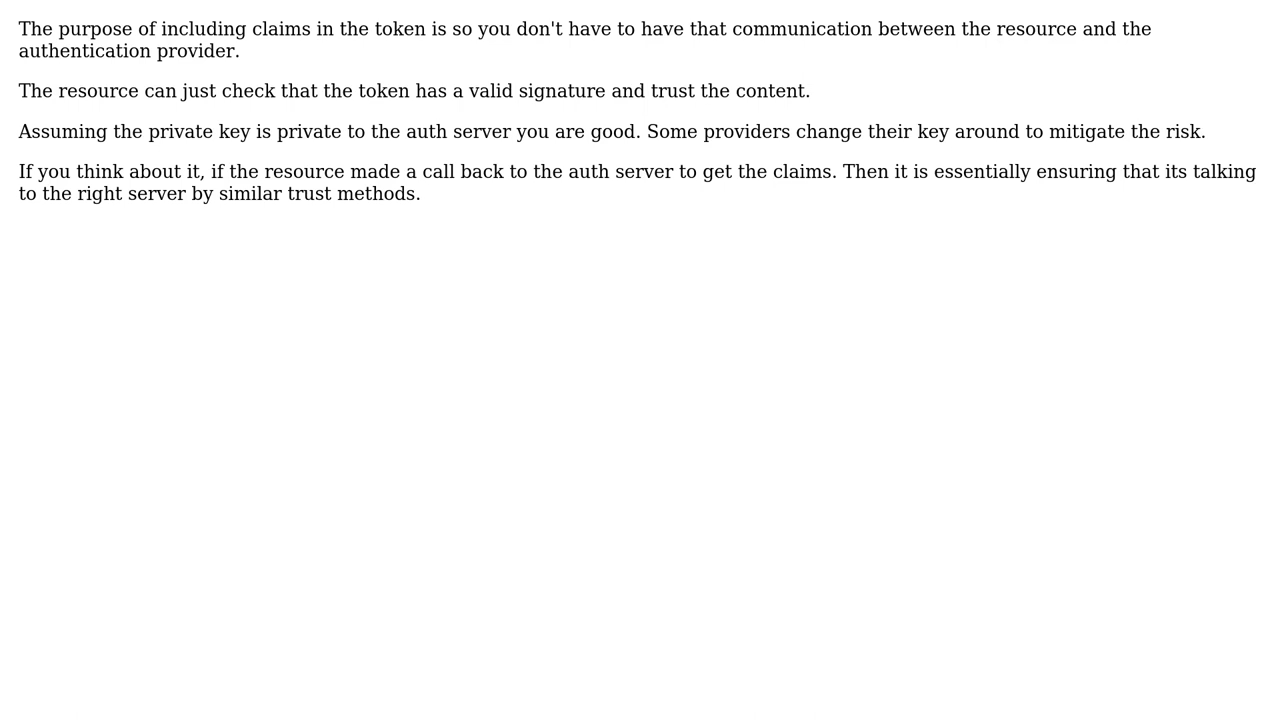 The purpose of including claims in the token is so you don't have to have that communication between the resource and the
authentication provider.
The resource can just check that the token has a valid signature and trust the content.
Assuming the private key is private to the auth server you are good. Some providers change their key around to mitigate the risk.
If you think about it, if the resource made a call back to the auth server to get the claims. Then it is essentially ensuring that its talking
to the right server by similar trust methods.